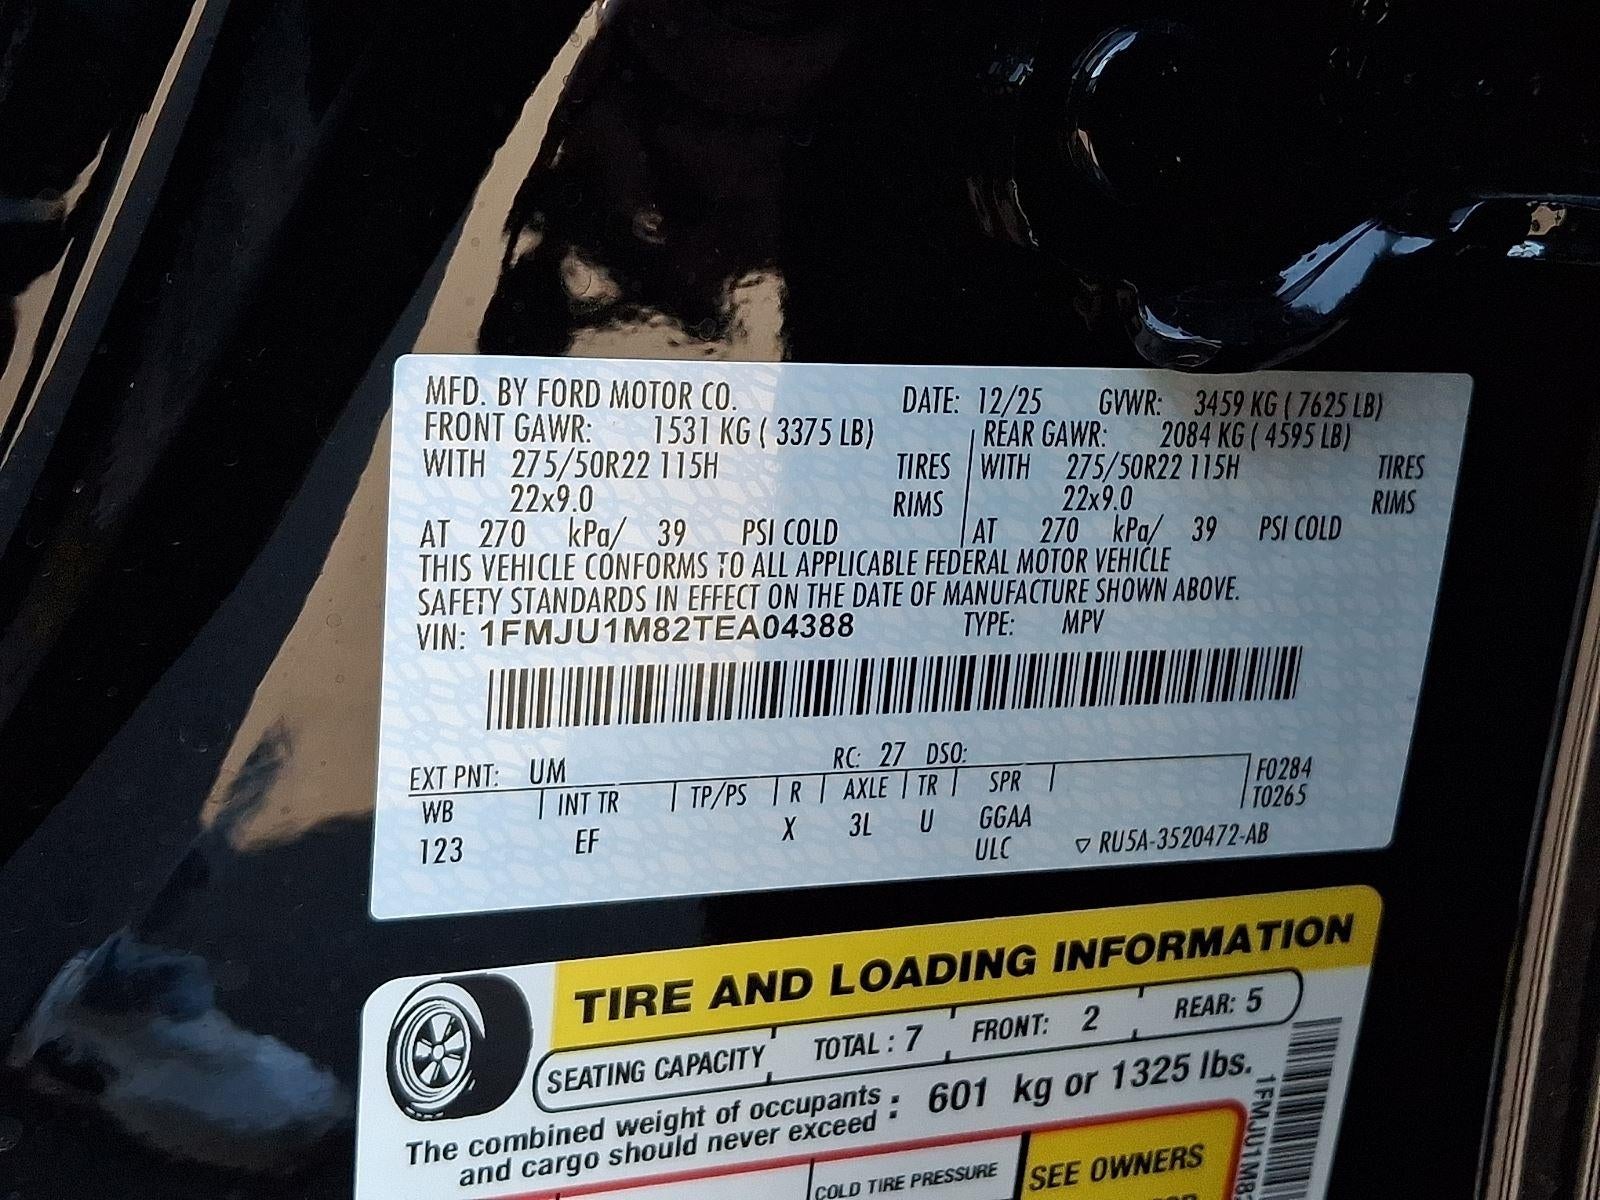 MFD. BY FORD MOTOR CO. DATE: 12/25 GVWR: 3459 KG ( 7625 LB)
FRONT GAWR: 1531 KG ( 3375 LB) REAR GAWR: 2084 KG ( 4595 LB)
WITH 275/50R22 115H TIRES WITH 275/50R22 115H TIRES
22x9.0 RIMS 22x9.0 RIMS
AT 270 kPa/ 39 PSI COLD AT 270 kPa/ 39 PSI COLD
THIS VEHICLE CONFORMS TO ALL APPLICABLE FEDERAL MOTOR VEHICLE
SAFETY STANDARDS IN EFFECT ON THE DATE OF MANUFACTURE SHOWN ABOVE.
VIN: 1FMJU1M82TEA04388 TYPE: MPV
EXT PNT: UM RC: 27 DSO:
WB INT TR TP/PS R AXLE TR SPR F0284
T0265
123 EF X 3L U GGAA
ULC ▽ RU5A-3520472-AB
TIRE AND LOADING INFORMATION
SEATING CAPACITY TOTAL : 7 FRONT: 2 REAR: 5
The combined weight of occupants
and cargo should never exceed : 601 kg or 1325 lbs.
COLD TIRE PRESSURE SEE OWNERS
1FMJU1M8